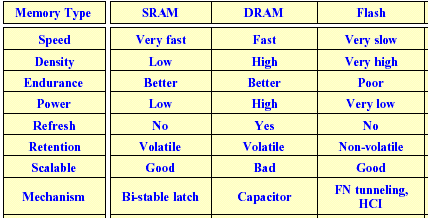 Memory Type SRAM DRAM Flash
Speed Very fast Fast Very slow
Density Low High Very high
Endurance Better Better Poor
Power Low High Very low
Refresh No Yes No
Retention Volatile Volatile Non-volatile
Scalable Good Bad Good
Mechanism Bi-stable latch Capacitor FN tunneling,
HCI